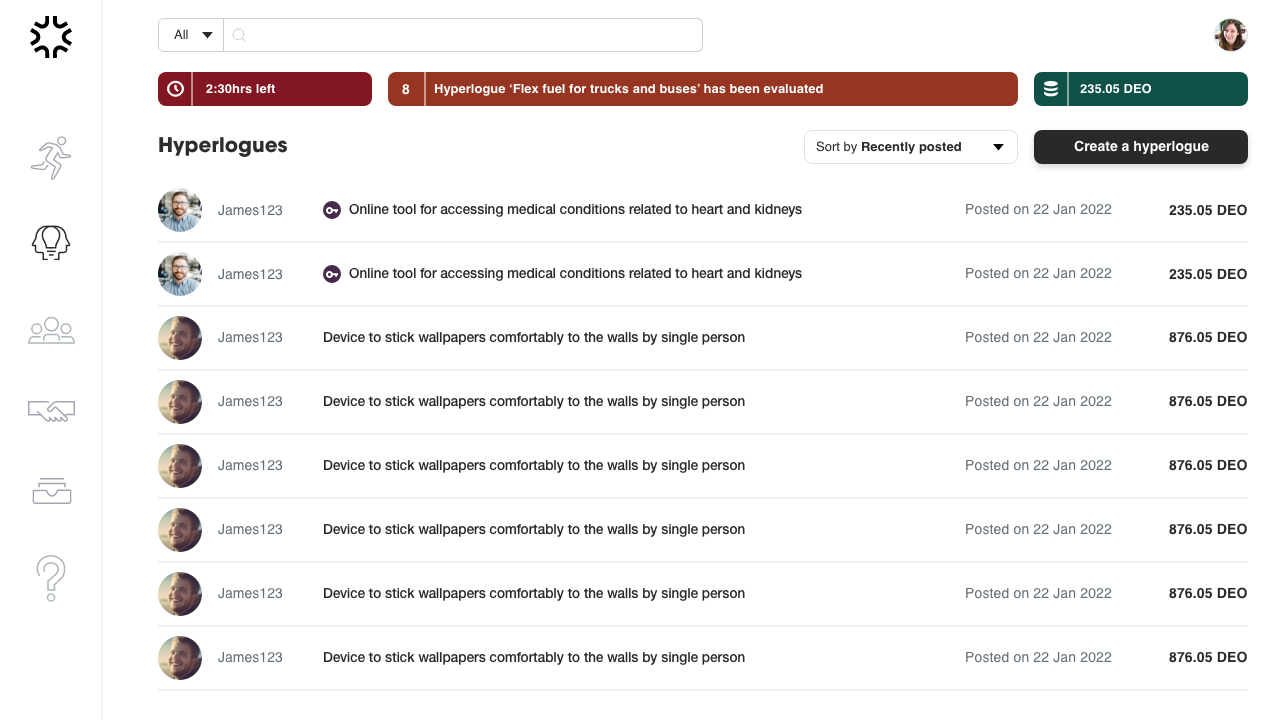 All
2:30hrs left
8 Hyperlogue ‘Flex fuel for trucks and buses’ has been evaluated
235.05 DEO
Hyperlogues
Sort by Recently posted
Create a hyperlogue
James123 Online tool for accessing medical conditions related to heart and kidneys Posted on 22 Jan 2022 235.05 DEO
James123 Online tool for accessing medical conditions related to heart and kidneys Posted on 22 Jan 2022 235.05 DEO
James123 Device to stick wallpapers comfortably to the walls by single person Posted on 22 Jan 2022 876.05 DEO
James123 Device to stick wallpapers comfortably to the walls by single person Posted on 22 Jan 2022 876.05 DEO
James123 Device to stick wallpapers comfortably to the walls by single person Posted on 22 Jan 2022 876.05 DEO
James123 Device to stick wallpapers comfortably to the walls by single person Posted on 22 Jan 2022 876.05 DEO
James123 Device to stick wallpapers comfortably to the walls by single person Posted on 22 Jan 2022 876.05 DEO
James123 Device to stick wallpapers comfortably to the walls by single person Posted on 22 Jan 2022 876.05 DEO